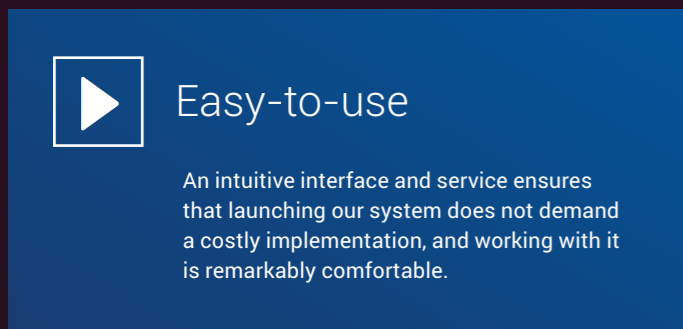 Easy-to-use
An intuitive interface and service ensures
that launching our system does not demand
a costly implementation, and working with it
is remarkably comfortable.